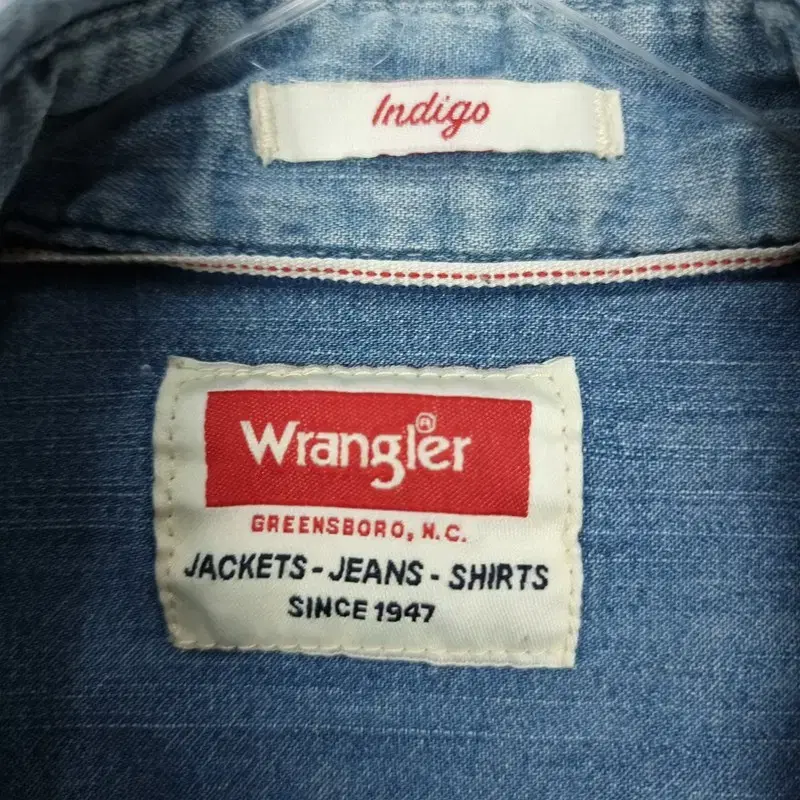 Indigo
Wrangler®
GREENSBORO, N.C.
JACKETS - JEANS - SHIRTS
SINCE 1947